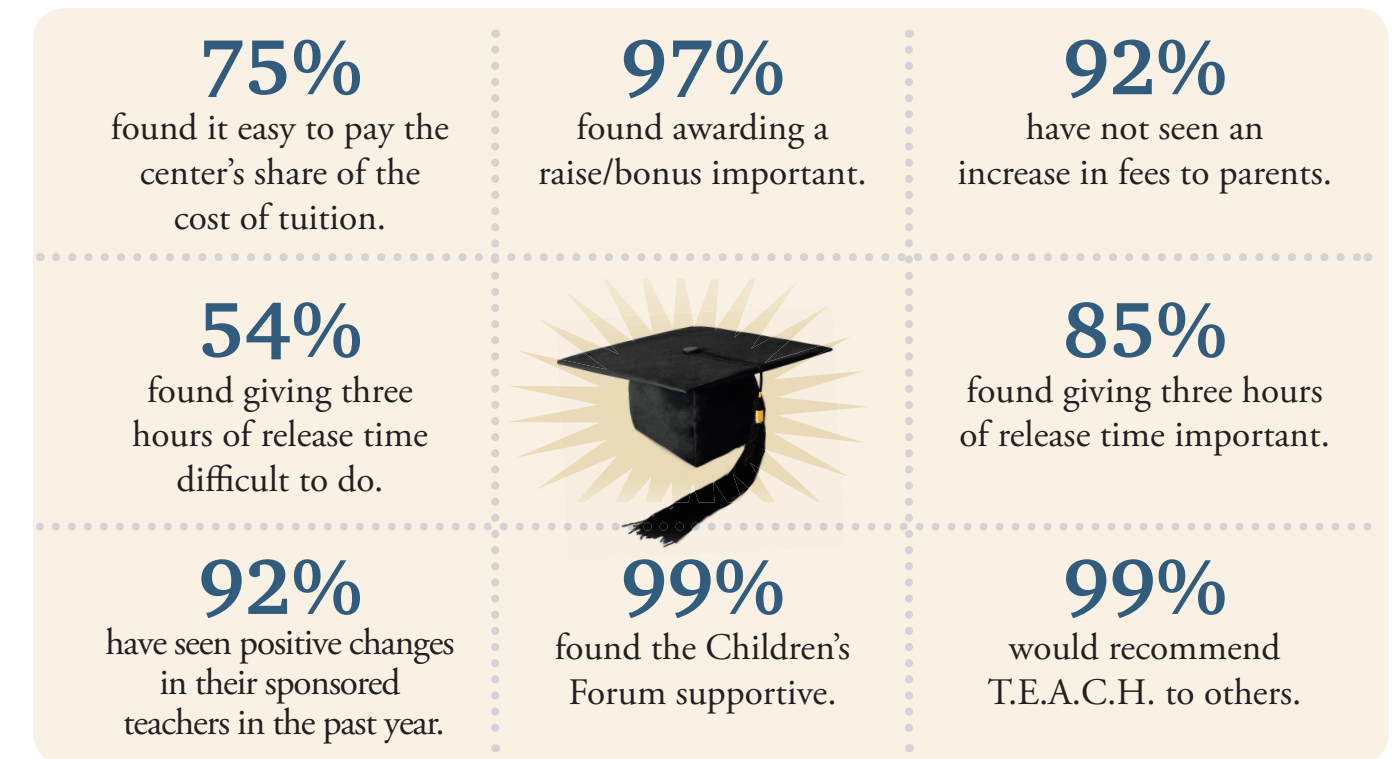 75%
found it easy to pay the
center’s share of the
cost of tuition.
97%
found awarding a
raise/bonus important.
92%
have not seen an
increase in fees to parents.
54%
found giving three
hours of release time
difficult to do.
85%
found giving three hours
of release time important.
92%
have seen positive changes
in their sponsored
teachers in the past year.
99%
found the Children’s
Forum supportive.
99%
would recommend
T.E.A.C.H. to others.